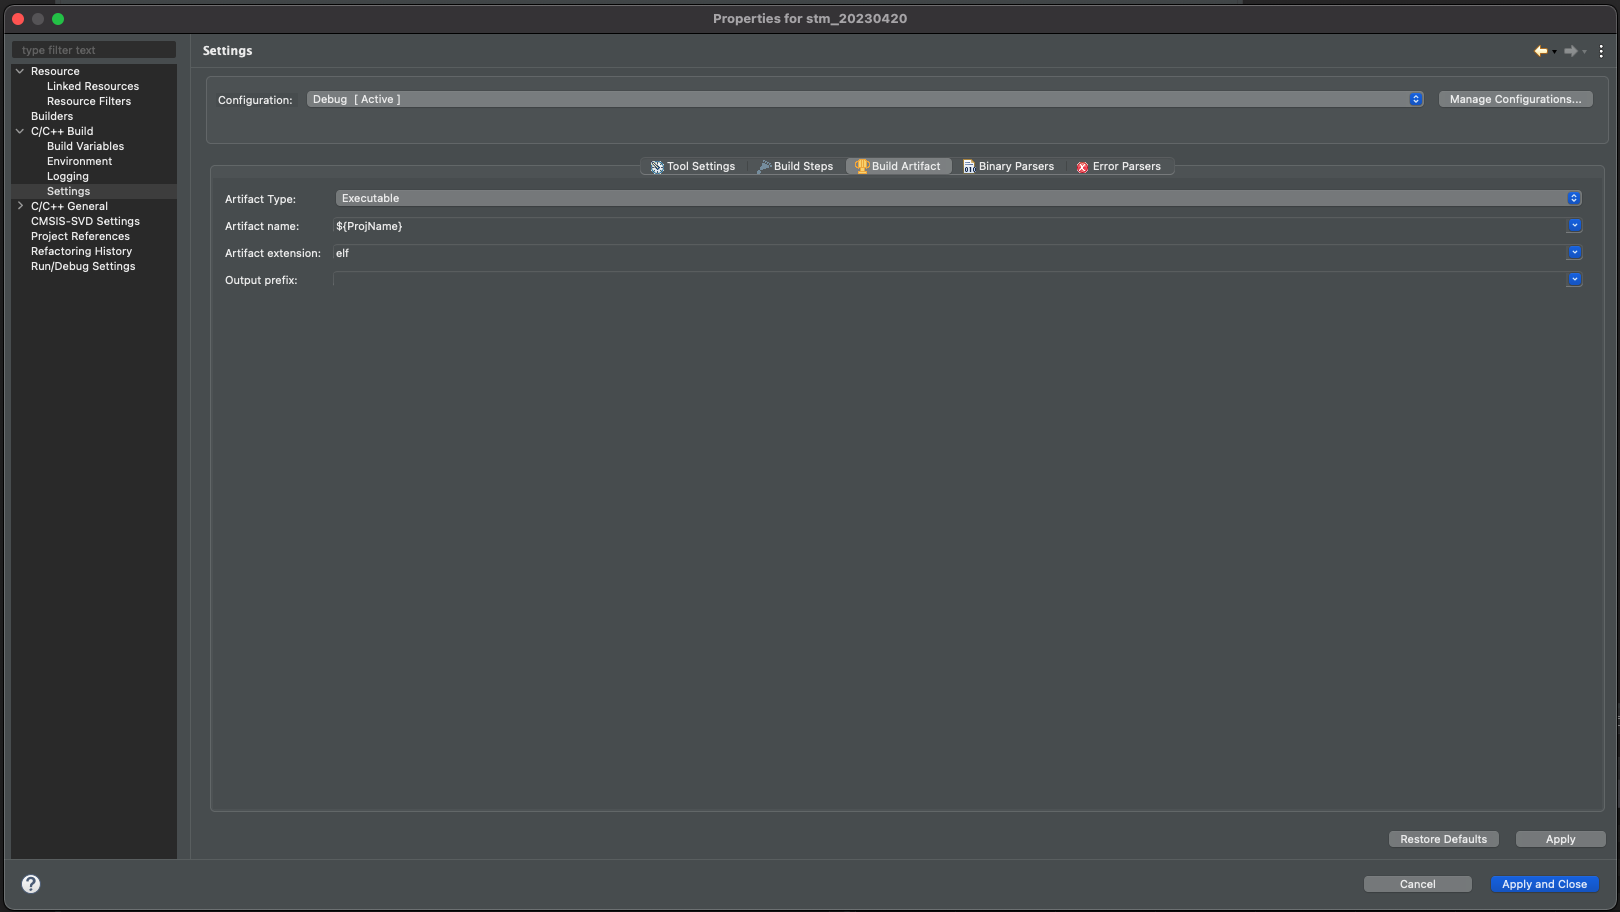 Properties for stm_20230420
type filter text
Resource
Linked Resources
Resource Filters
Builders
C/C++ Build
Build Variables
Environment
Logging
Settings
C/C++ General
CMSIS-SVD Settings
Project References
Refactoring History
Run/Debug Settings
Settings
Configuration: Debug [ Active ] Manage Configurations...
Tool Settings Build Steps Build Artifact Binary Parsers Error Parsers
Artifact Type: Executable
Artifact name: ${ProjName}
Artifact extension: elf
Output prefix:
Restore Defaults Apply
? Cancel Apply and Close